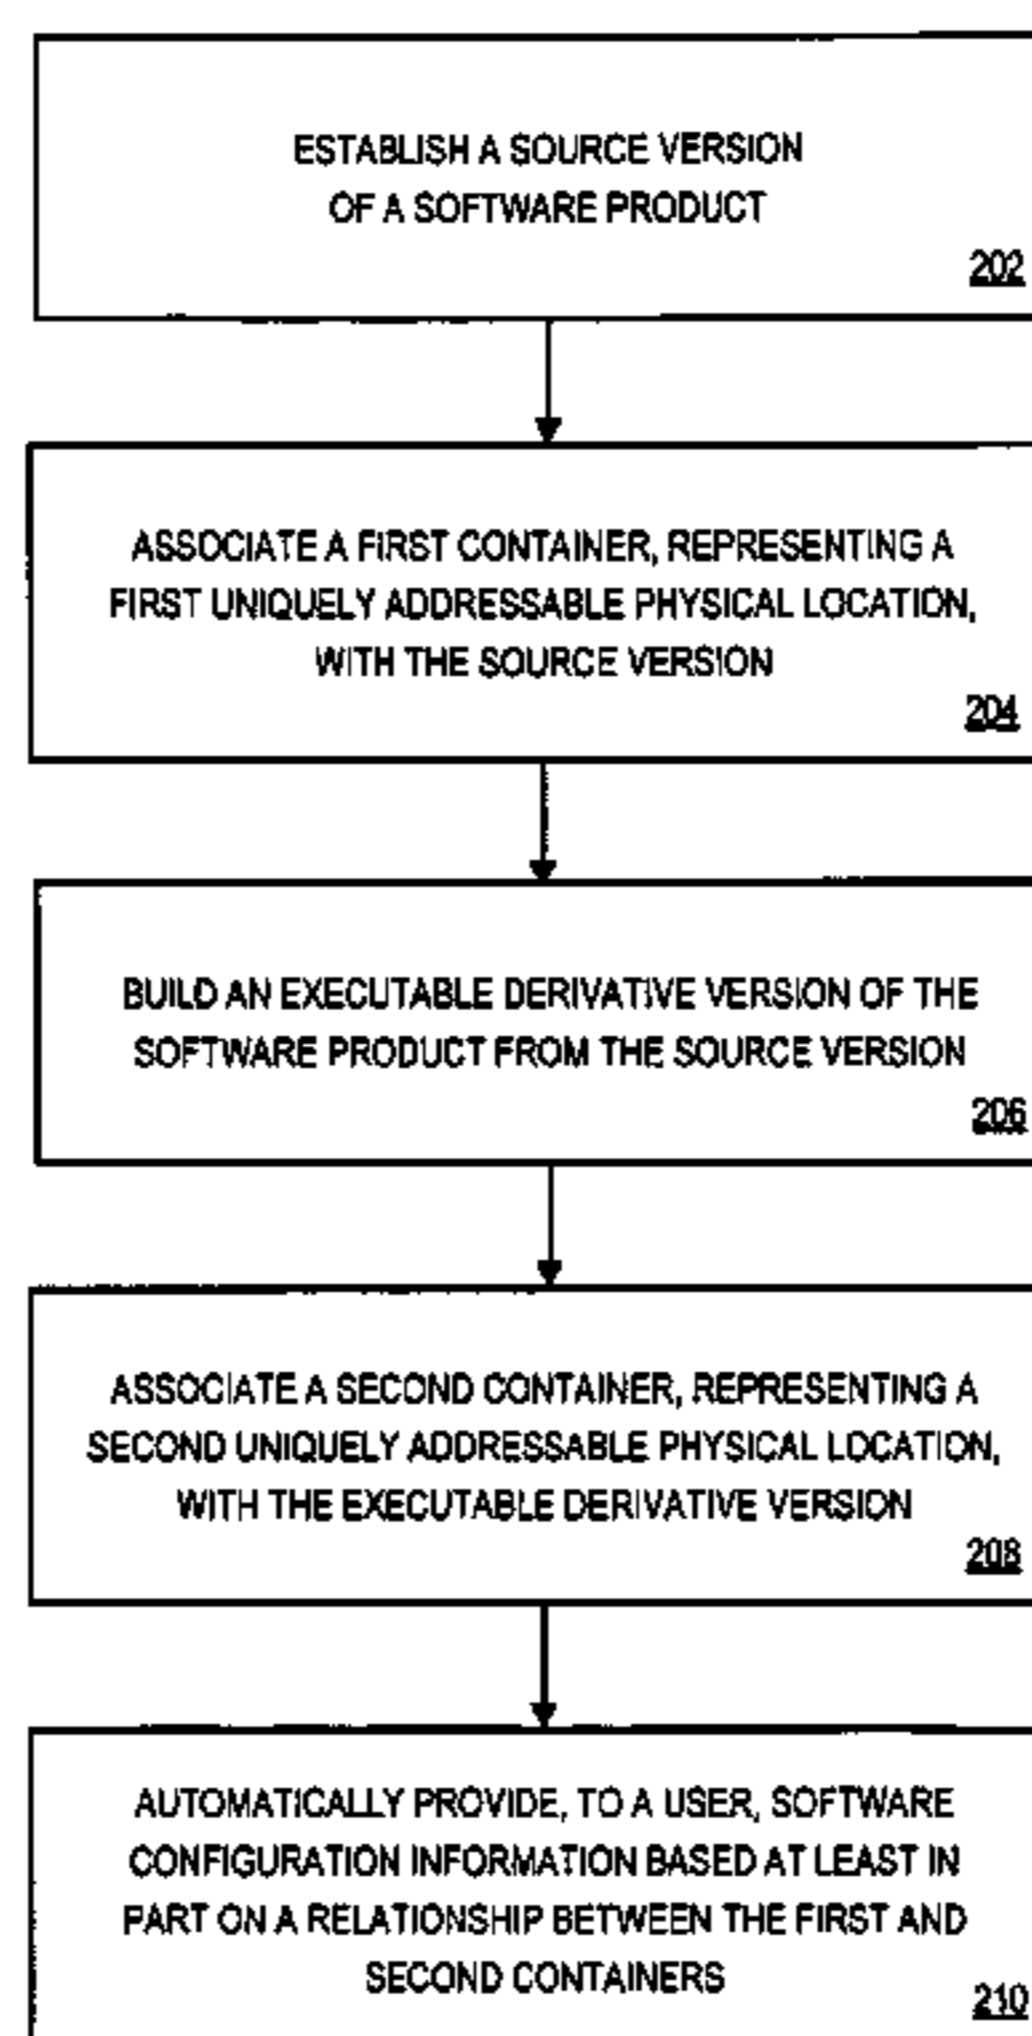 ESTABLISH A SOURCE VERSION
OF A SOFTWARE PRODUCT
202
ASSOCIATE A FIRST CONTAINER, REPRESENTING A
FIRST UNIQUELY ADDRESSABLE PHYSICAL LOCATION,
WITH THE SOURCE VERSION
204
BUILD AN EXECUTABLE DERIVATIVE VERSION OF THE
SOFTWARE PRODUCT FROM THE SOURCE VERSION
206
ASSOCIATE A SECOND CONTAINER, REPRESENTING A
SECOND UNIQUELY ADDRESSABLE PHYSICAL LOCATION,
WITH THE EXECUTABLE DERIVATIVE VERSION
208
AUTOMATICALLY PROVIDE, TO A USER, SOFTWARE
CONFIGURATION INFORMATION BASED AT LEAST IN
PART ON A RELATIONSHIP BETWEEN THE FIRST AND
SECOND CONTAINERS
210